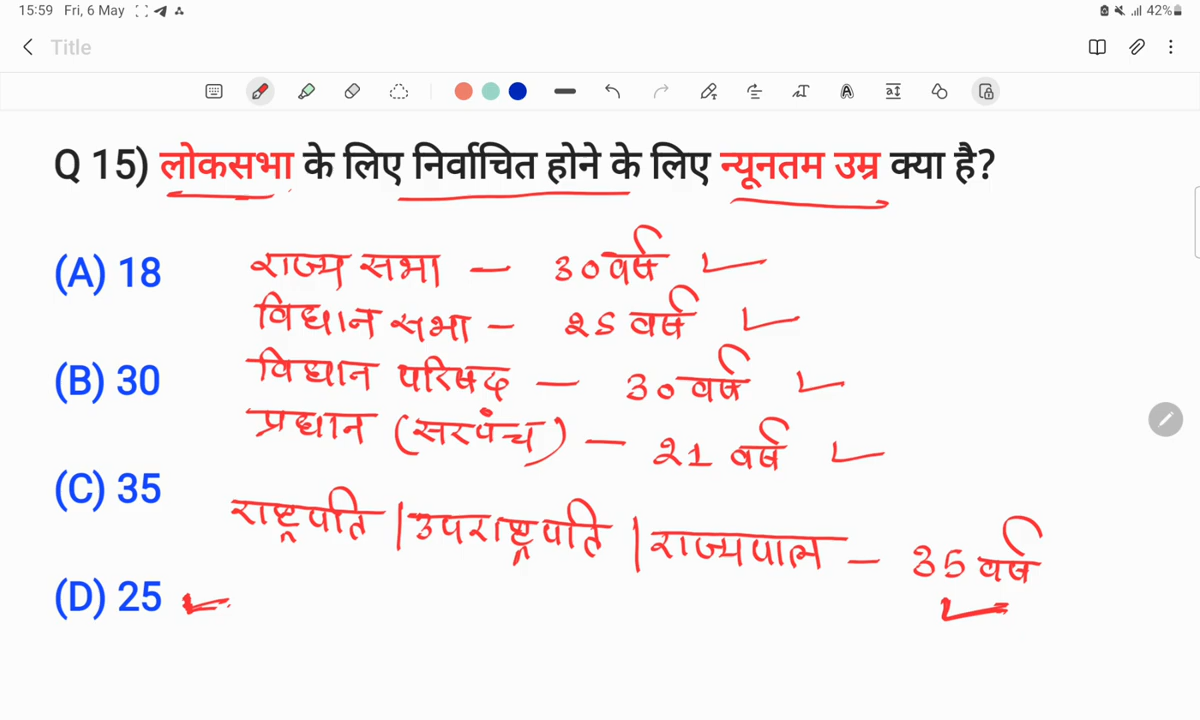 15:59 Fri, 6 May 42%
Title
Q 15) लोकसभा के लिए निर्वाचित होने के लिए न्यूनतम उम्र क्या है?
(A) 18
राज्य सभा – 30 वर्ष
विधान सभा – 25 वर्ष
(B) 30
विधान परिषद – 30 वर्ष
प्रधान (सरपंच) – 21 वर्ष
(C) 35
राष्ट्रपति | उपराष्ट्रपति | राज्यपाल – 35 वर्ष
(D) 25